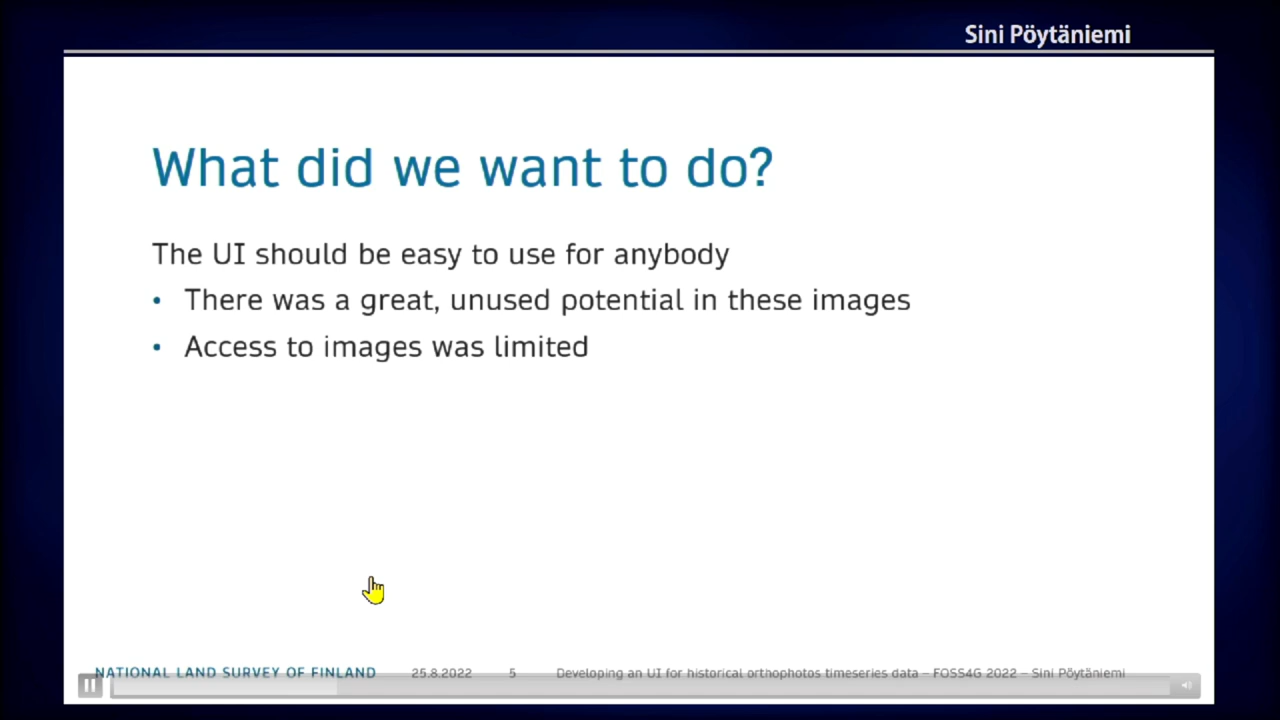 Sini Pöytäniemi
What did we want to do?
The UI should be easy to use for anybody
• There was a great, unused potential in these images
• Access to images was limited
NATIONAL LAND SURVEY OF FINLAND 25.8.2022 5 Developing an UI for historical orthophotos timeseries data – FOSS4G 2022 – Sini Pöytäniemi